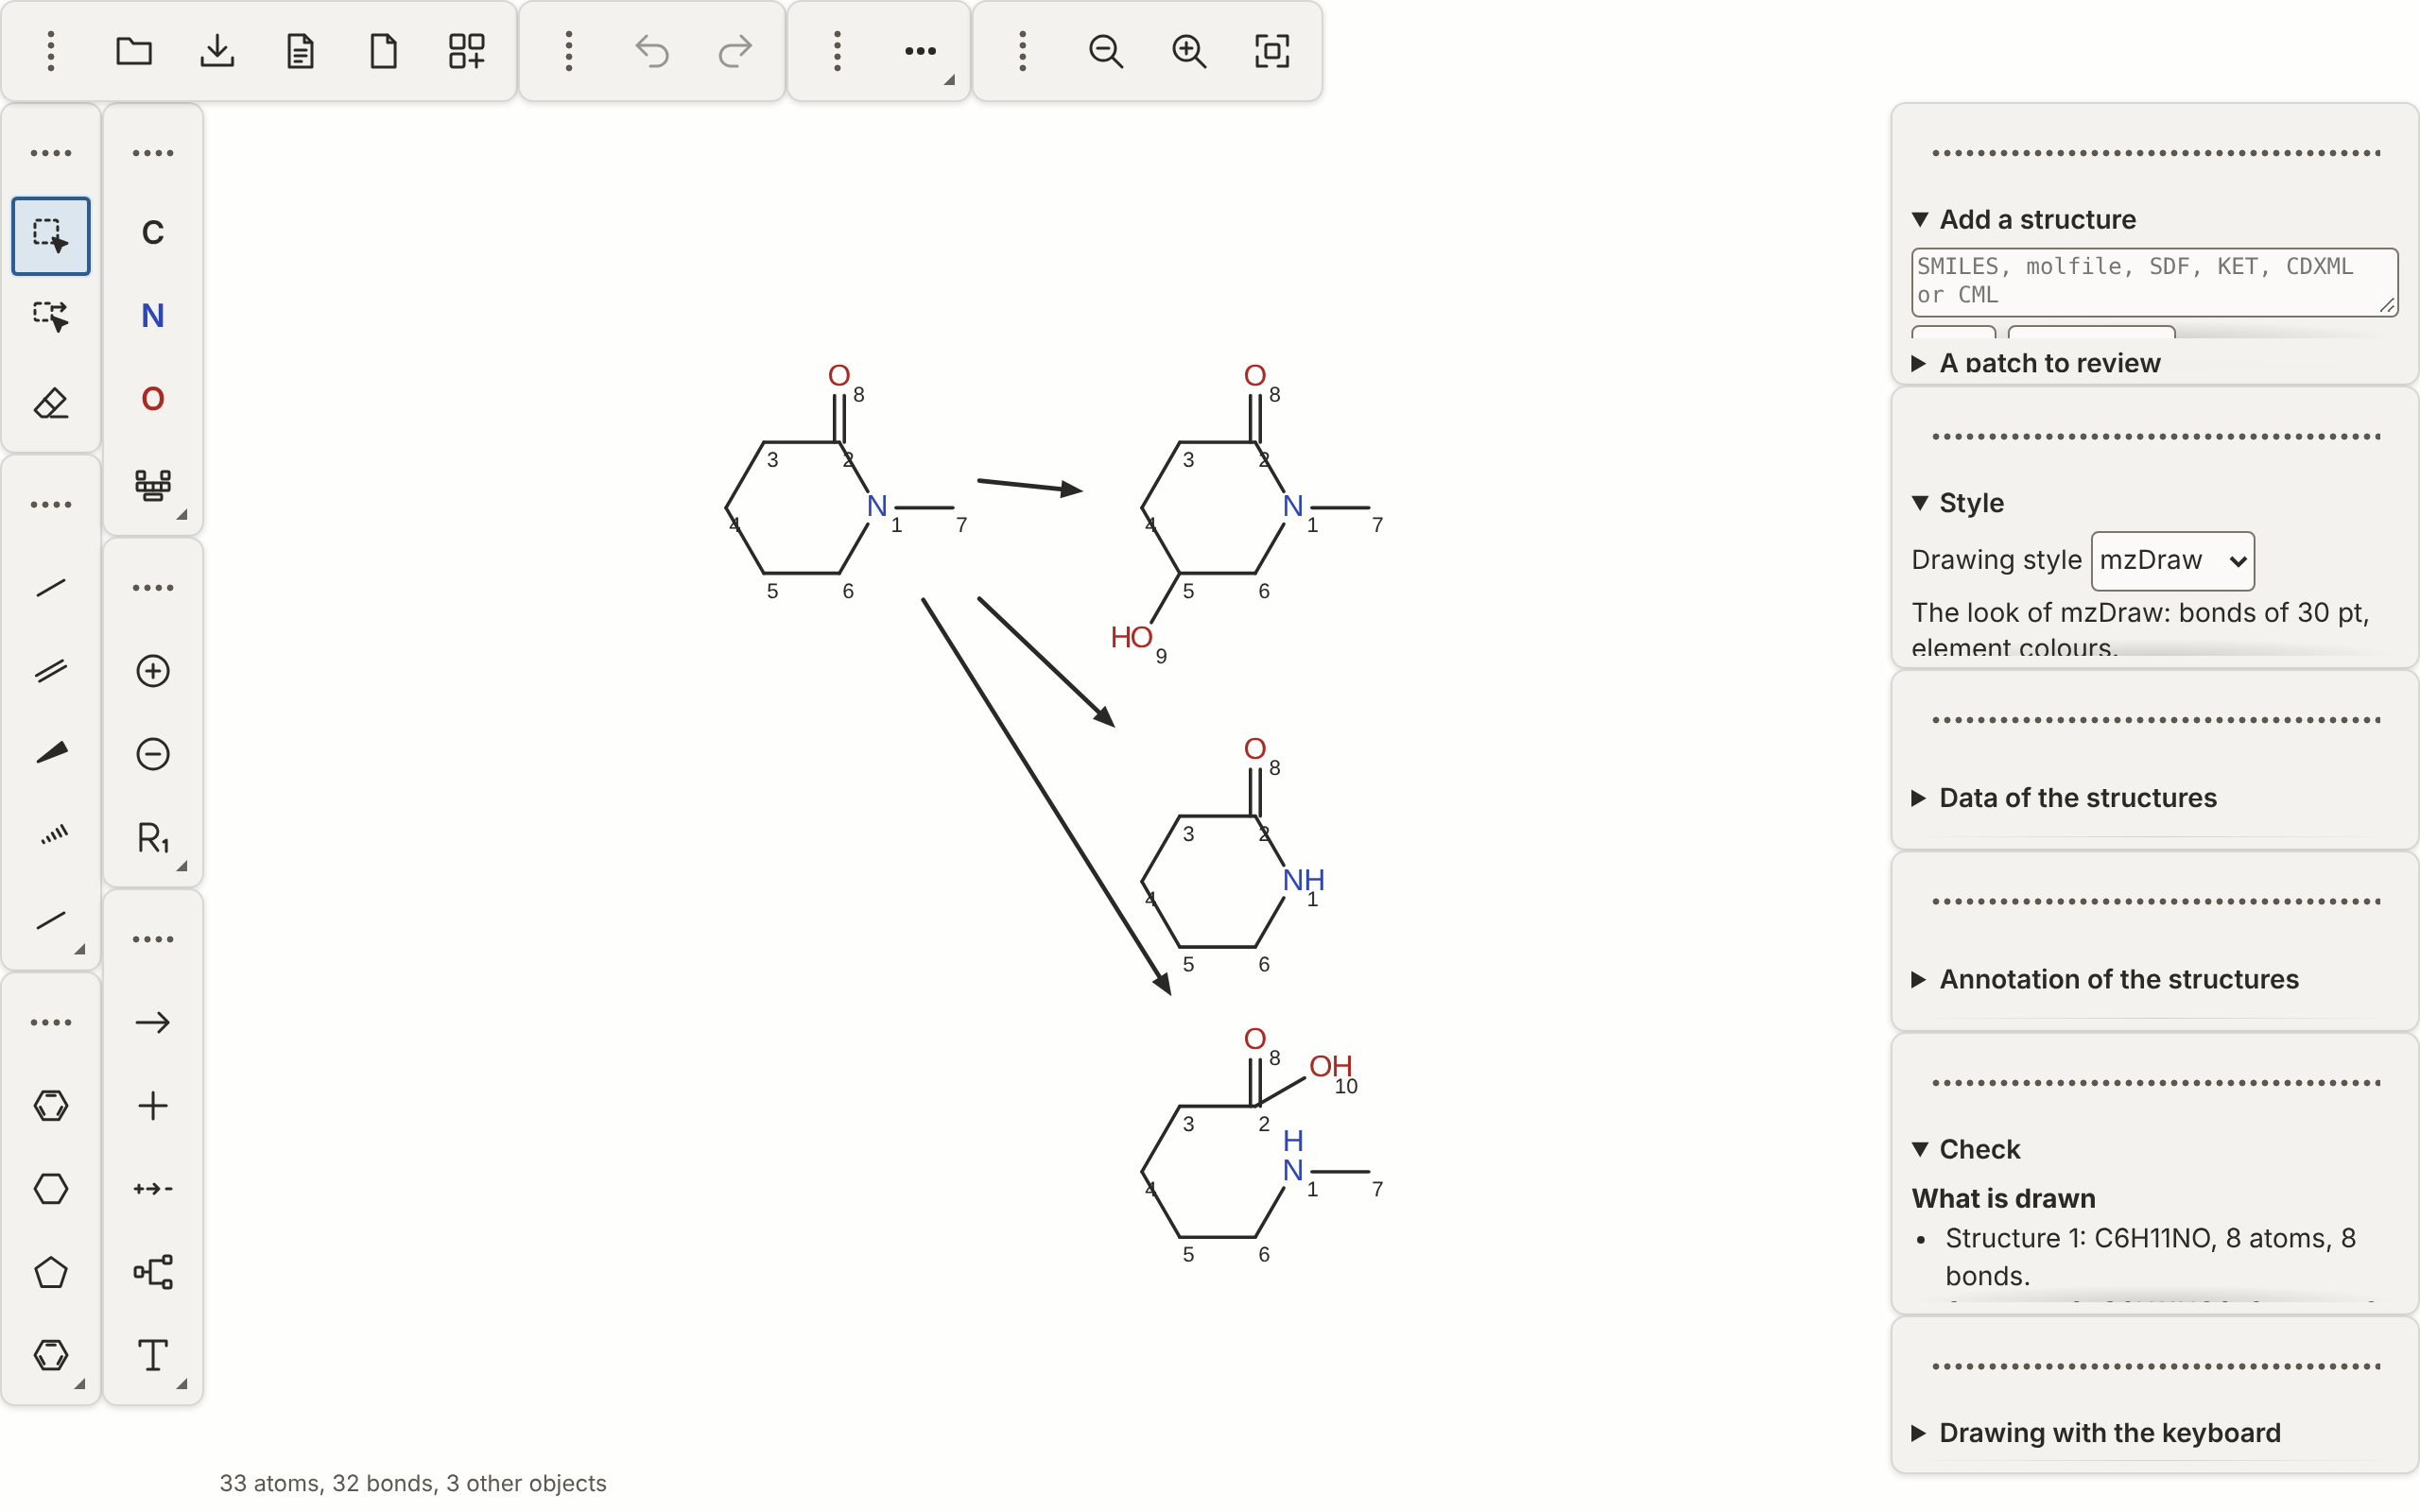 C
N
O
R1
T
O
8
3
2
4
N
1
7
5
6
O
8
3
2
4
N
1
7
5
6
HO
9
O
8
3
2
4
NH
1
5
6
O
8
OH
10
3
2
H
4
N
1
7
5
6
33 atoms, 32 bonds, 3 other objects
Add a structure
SMILES, molfile, SDF, KET, CDXML
or CML
A patch to review
Style
Drawing style mzDraw
The look of mzDraw: bonds of 30 pt,
element colours.
Data of the structures
Annotation of the structures
Check
What is drawn
• Structure 1: C6H11NO, 8 atoms, 8
bonds.
Drawing with the keyboard